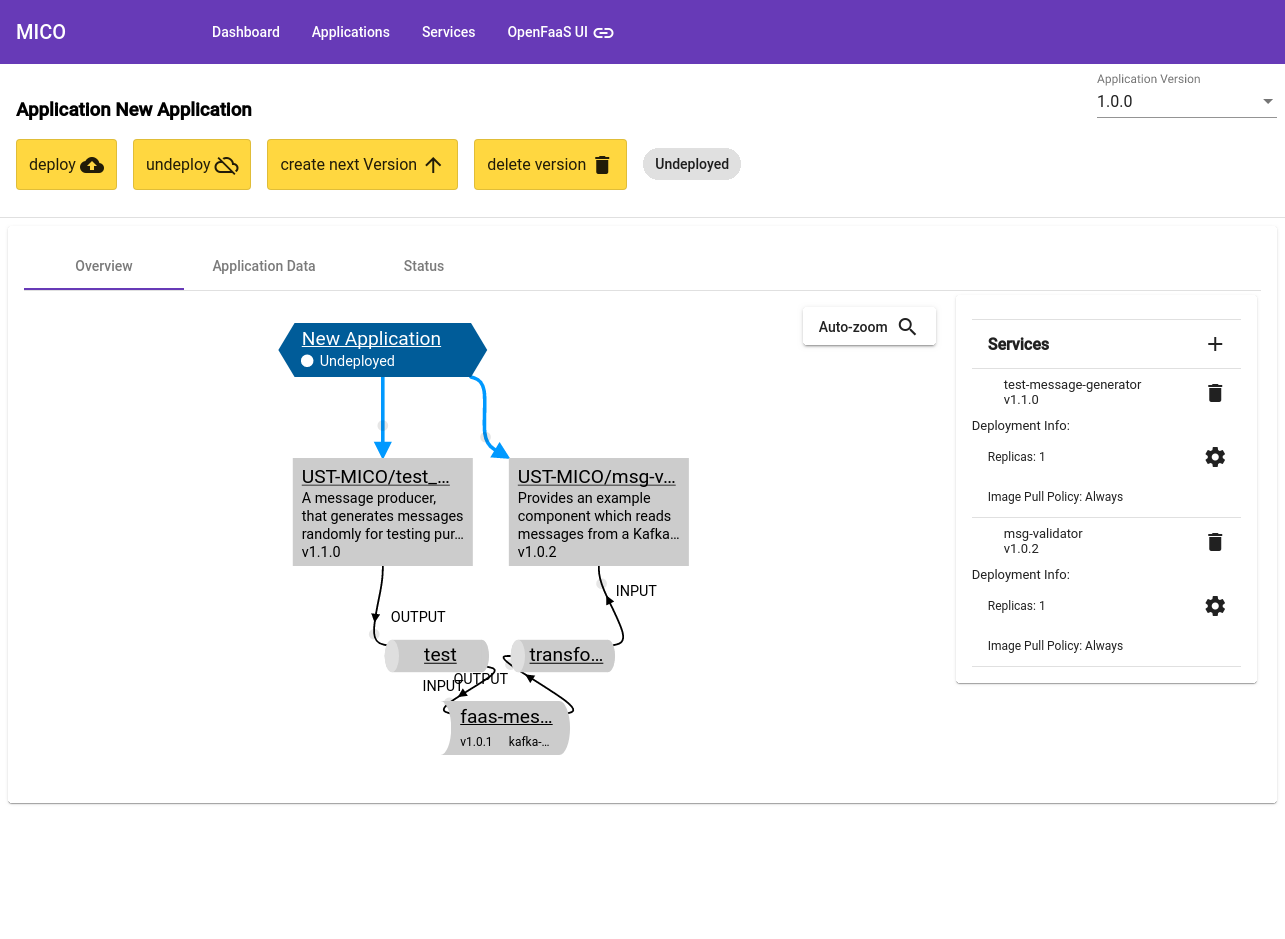 MICO
Dashboard
Applications
Services
OpenFaaS UI
Application Version
1.0.0
Application New Application
deploy
undeploy
create next Version
delete version
Undeployed
Overview
Application Data
Status
Auto-zoom
New Application
Undeployed
UST-MICO/test_...
A message producer,
that generates messages
randomly for testing pur...
v1.1.0
UST-MICO/msg-v...
Provides an example
component which reads
messages from a Kafka...
v1.0.2
INPUT
OUTPUT
test
transfo...
OUTPUT
INPUT
faas-mes...
v1.0.1
kafka-...
Services
test-message-generator
v1.1.0
Deployment Info:
Replicas: 1
Image Pull Policy: Always
msg-validator
v1.0.2
Deployment Info:
Replicas: 1
Image Pull Policy: Always